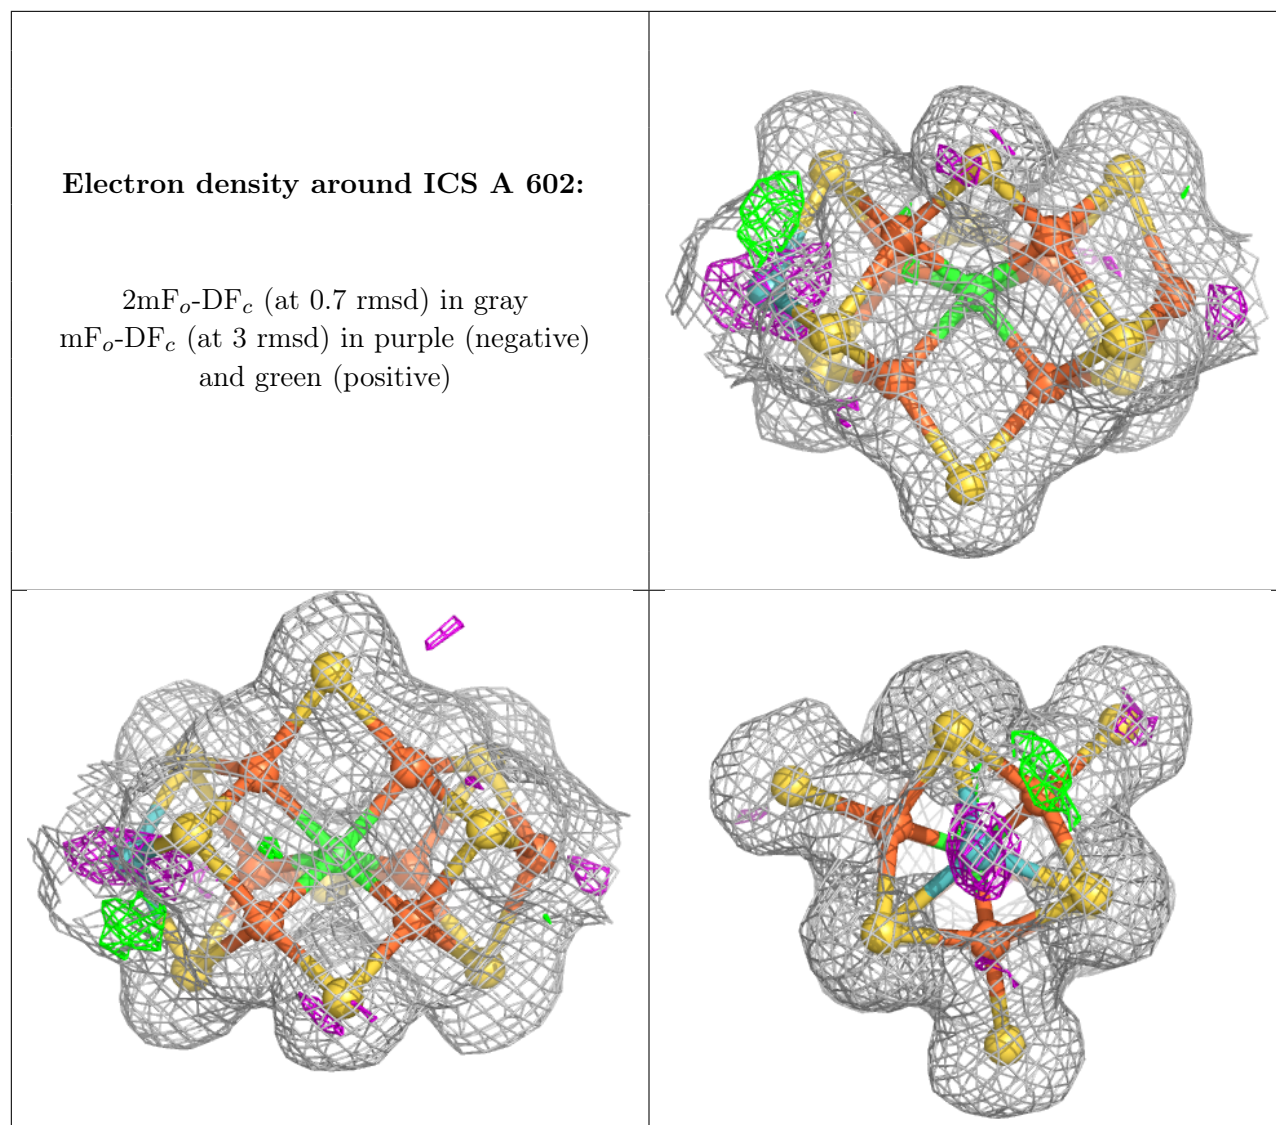 Electron density around ICS A 602:
2mFo-DFc (at 0.7 rmsd) in gray
mFo-DFc (at 3 rmsd) in purple (negative)
and green (positive)